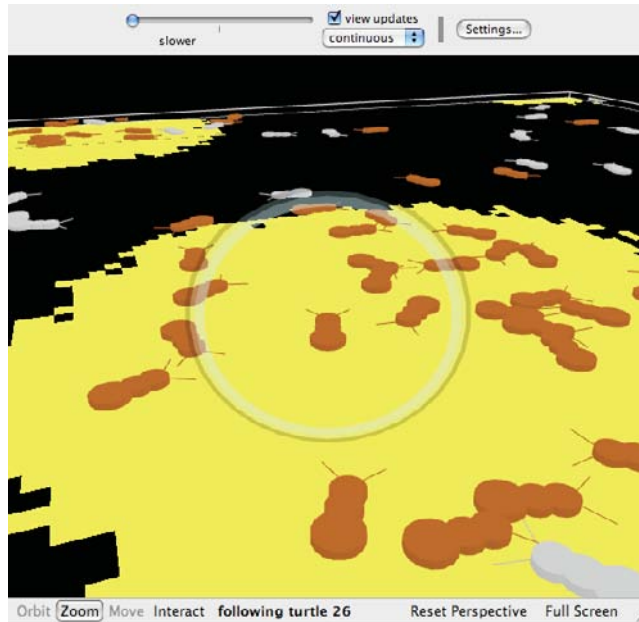 view updates
slower
continuous
Settings...
Orbit Zoom Move Interact following turtle 26 Reset Perspective Full Screen